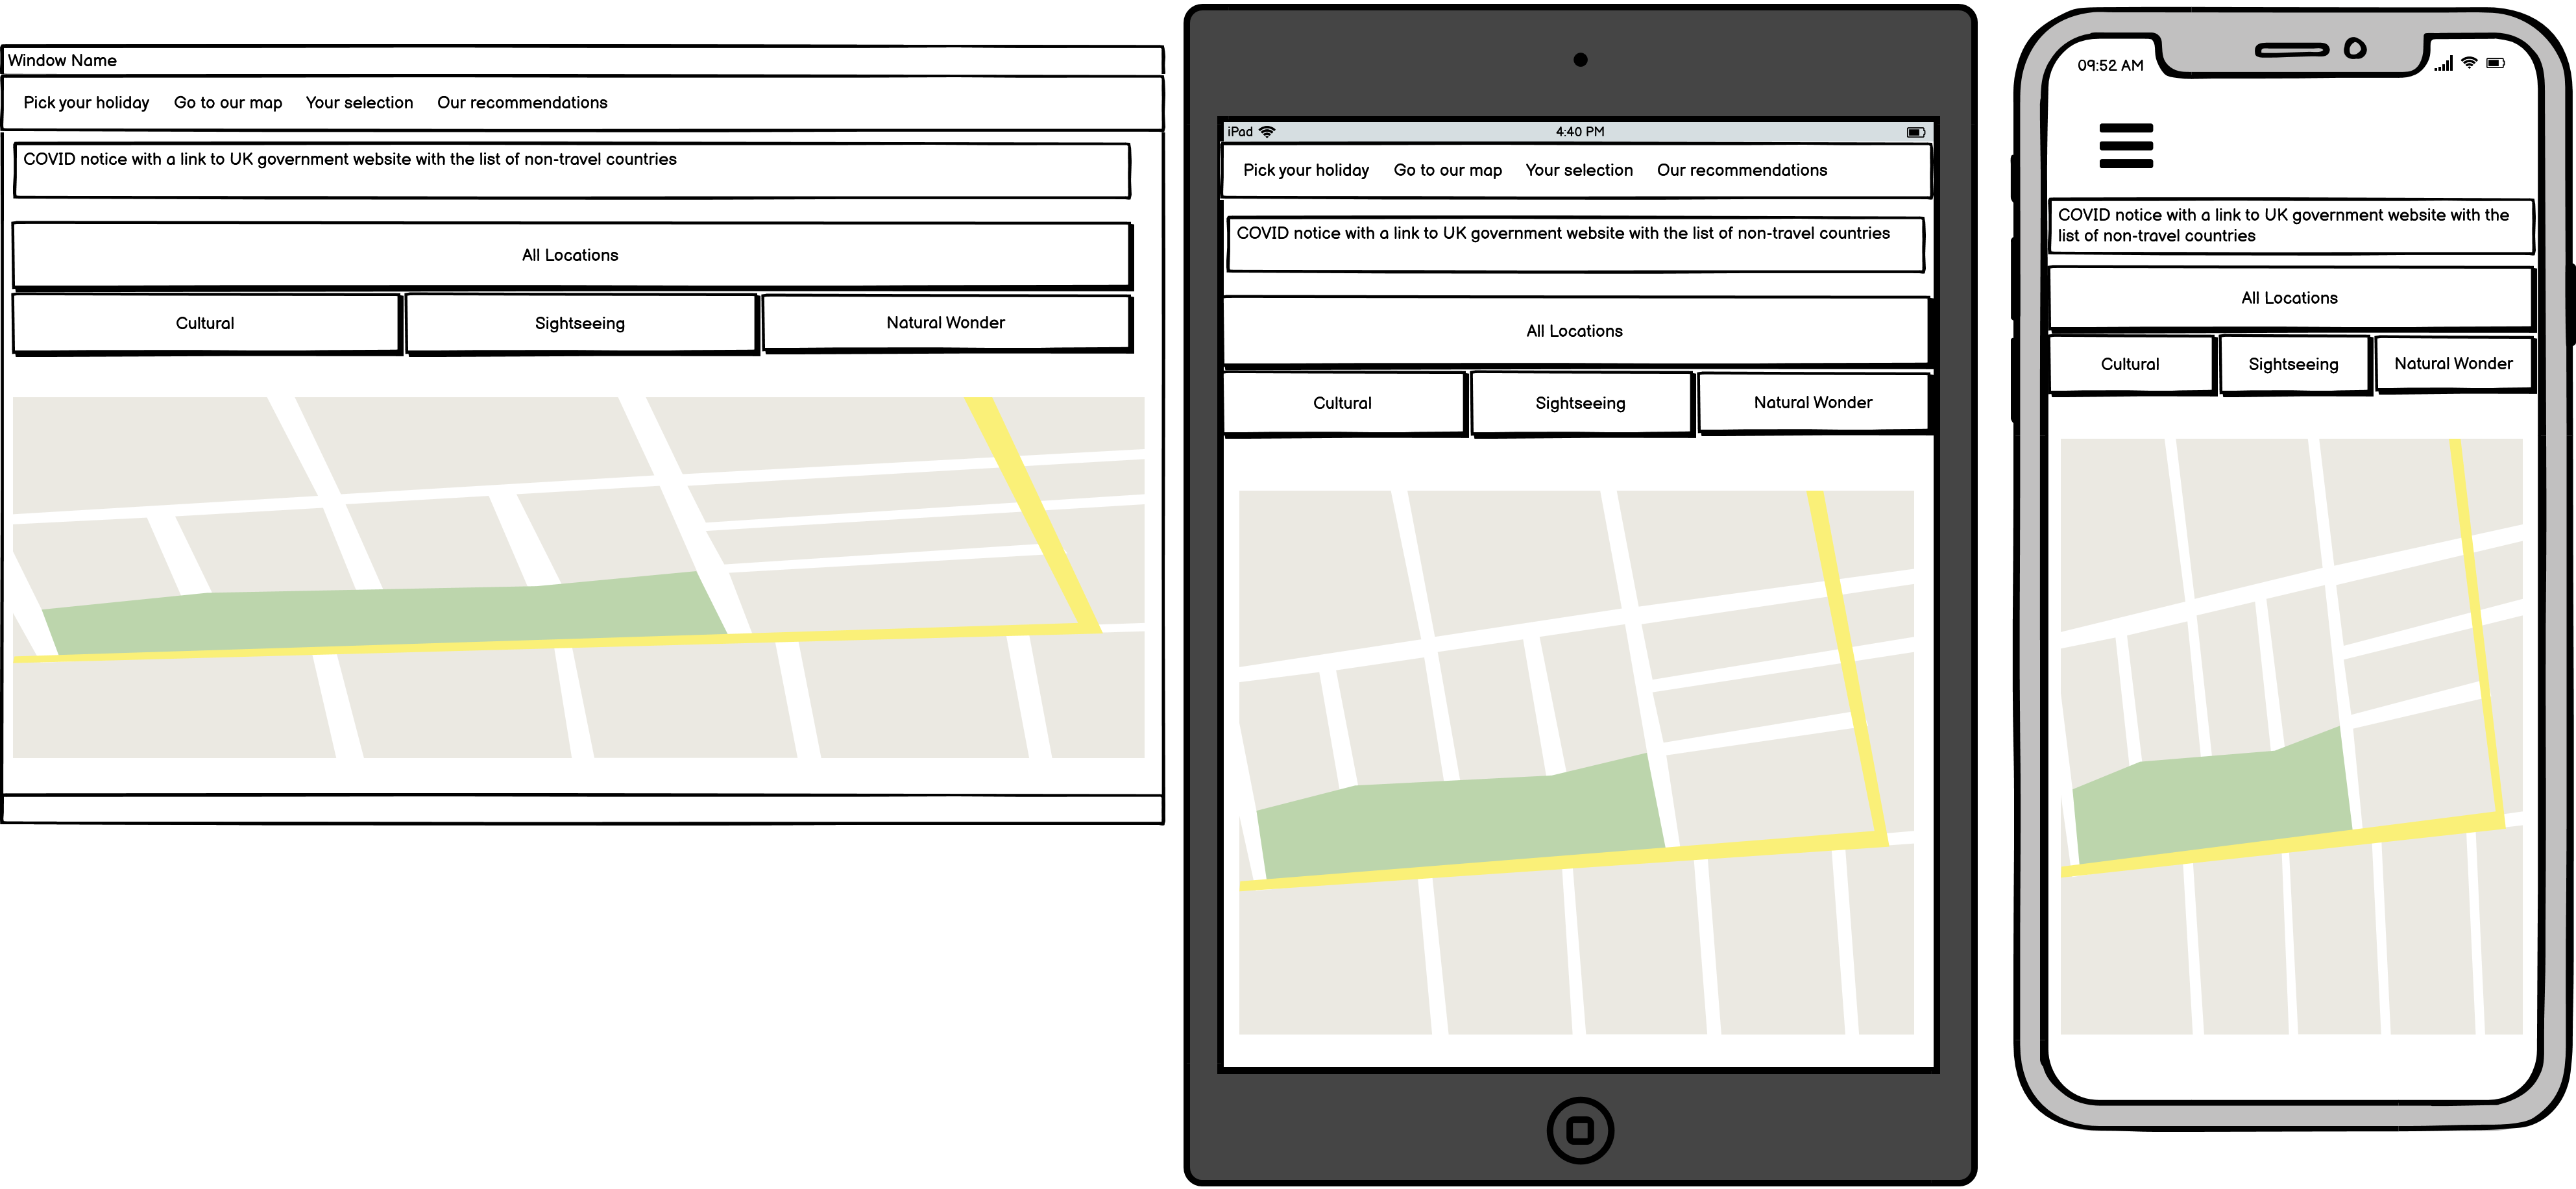 Window Name
Pick your holiday Go to our map Your selection Our recommendations
COVID notice with a link to UK government website with the list of non-travel countries
All Locations
Cultural Sightseeing Natural Wonder
iPad 4:40 PM
Pick your holiday Go to our map Your selection Our recommendations
COVID notice with a link to UK government website with the list of non-travel countries
All Locations
Cultural Sightseeing Natural Wonder
09:52 AM
COVID notice with a link to UK government website with the
list of non-travel countries
All Locations
Cultural Sightseeing Natural Wonder